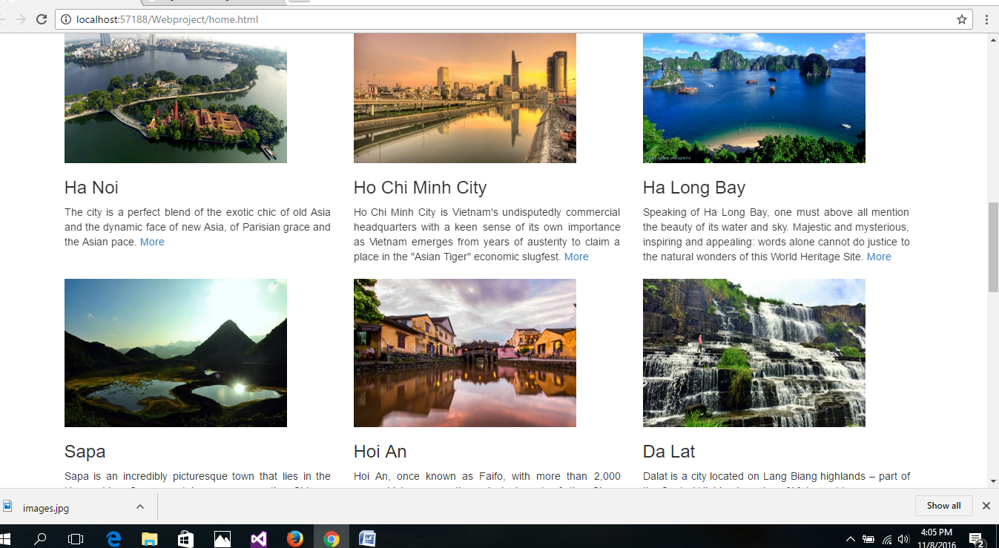 localhost:57188/Webproject/home.html
Ha Noi
The city is a perfect blend of the exotic chic of old Asia
and the dynamic face of new Asia, of Parisian grace and
the Asian pace. More
Ho Chi Minh City
Ho Chi Minh City is Vietnam's undisputedly commercial
headquarters with a keen sense of its own importance
as Vietnam emerges from years of austerity to claim a
place in the "Asian Tiger" economic slugfest. More
Ha Long Bay
Speaking of Ha Long Bay, one must above all mention
the beauty of its water and sky. Majestic and mysterious,
inspiring and appealing: words alone cannot do justice to
the natural wonders of this World Heritage Site. More
Sapa
Sapa is an incredibly picturesque town that lies in the
Hoi An
Hoi An, once known as Faifo, with more than 2,000
Da Lat
Dalat is a city located on Lang Biang highlands – part of
images.jpg
Show all
4:05 PM
11/8/2016
2